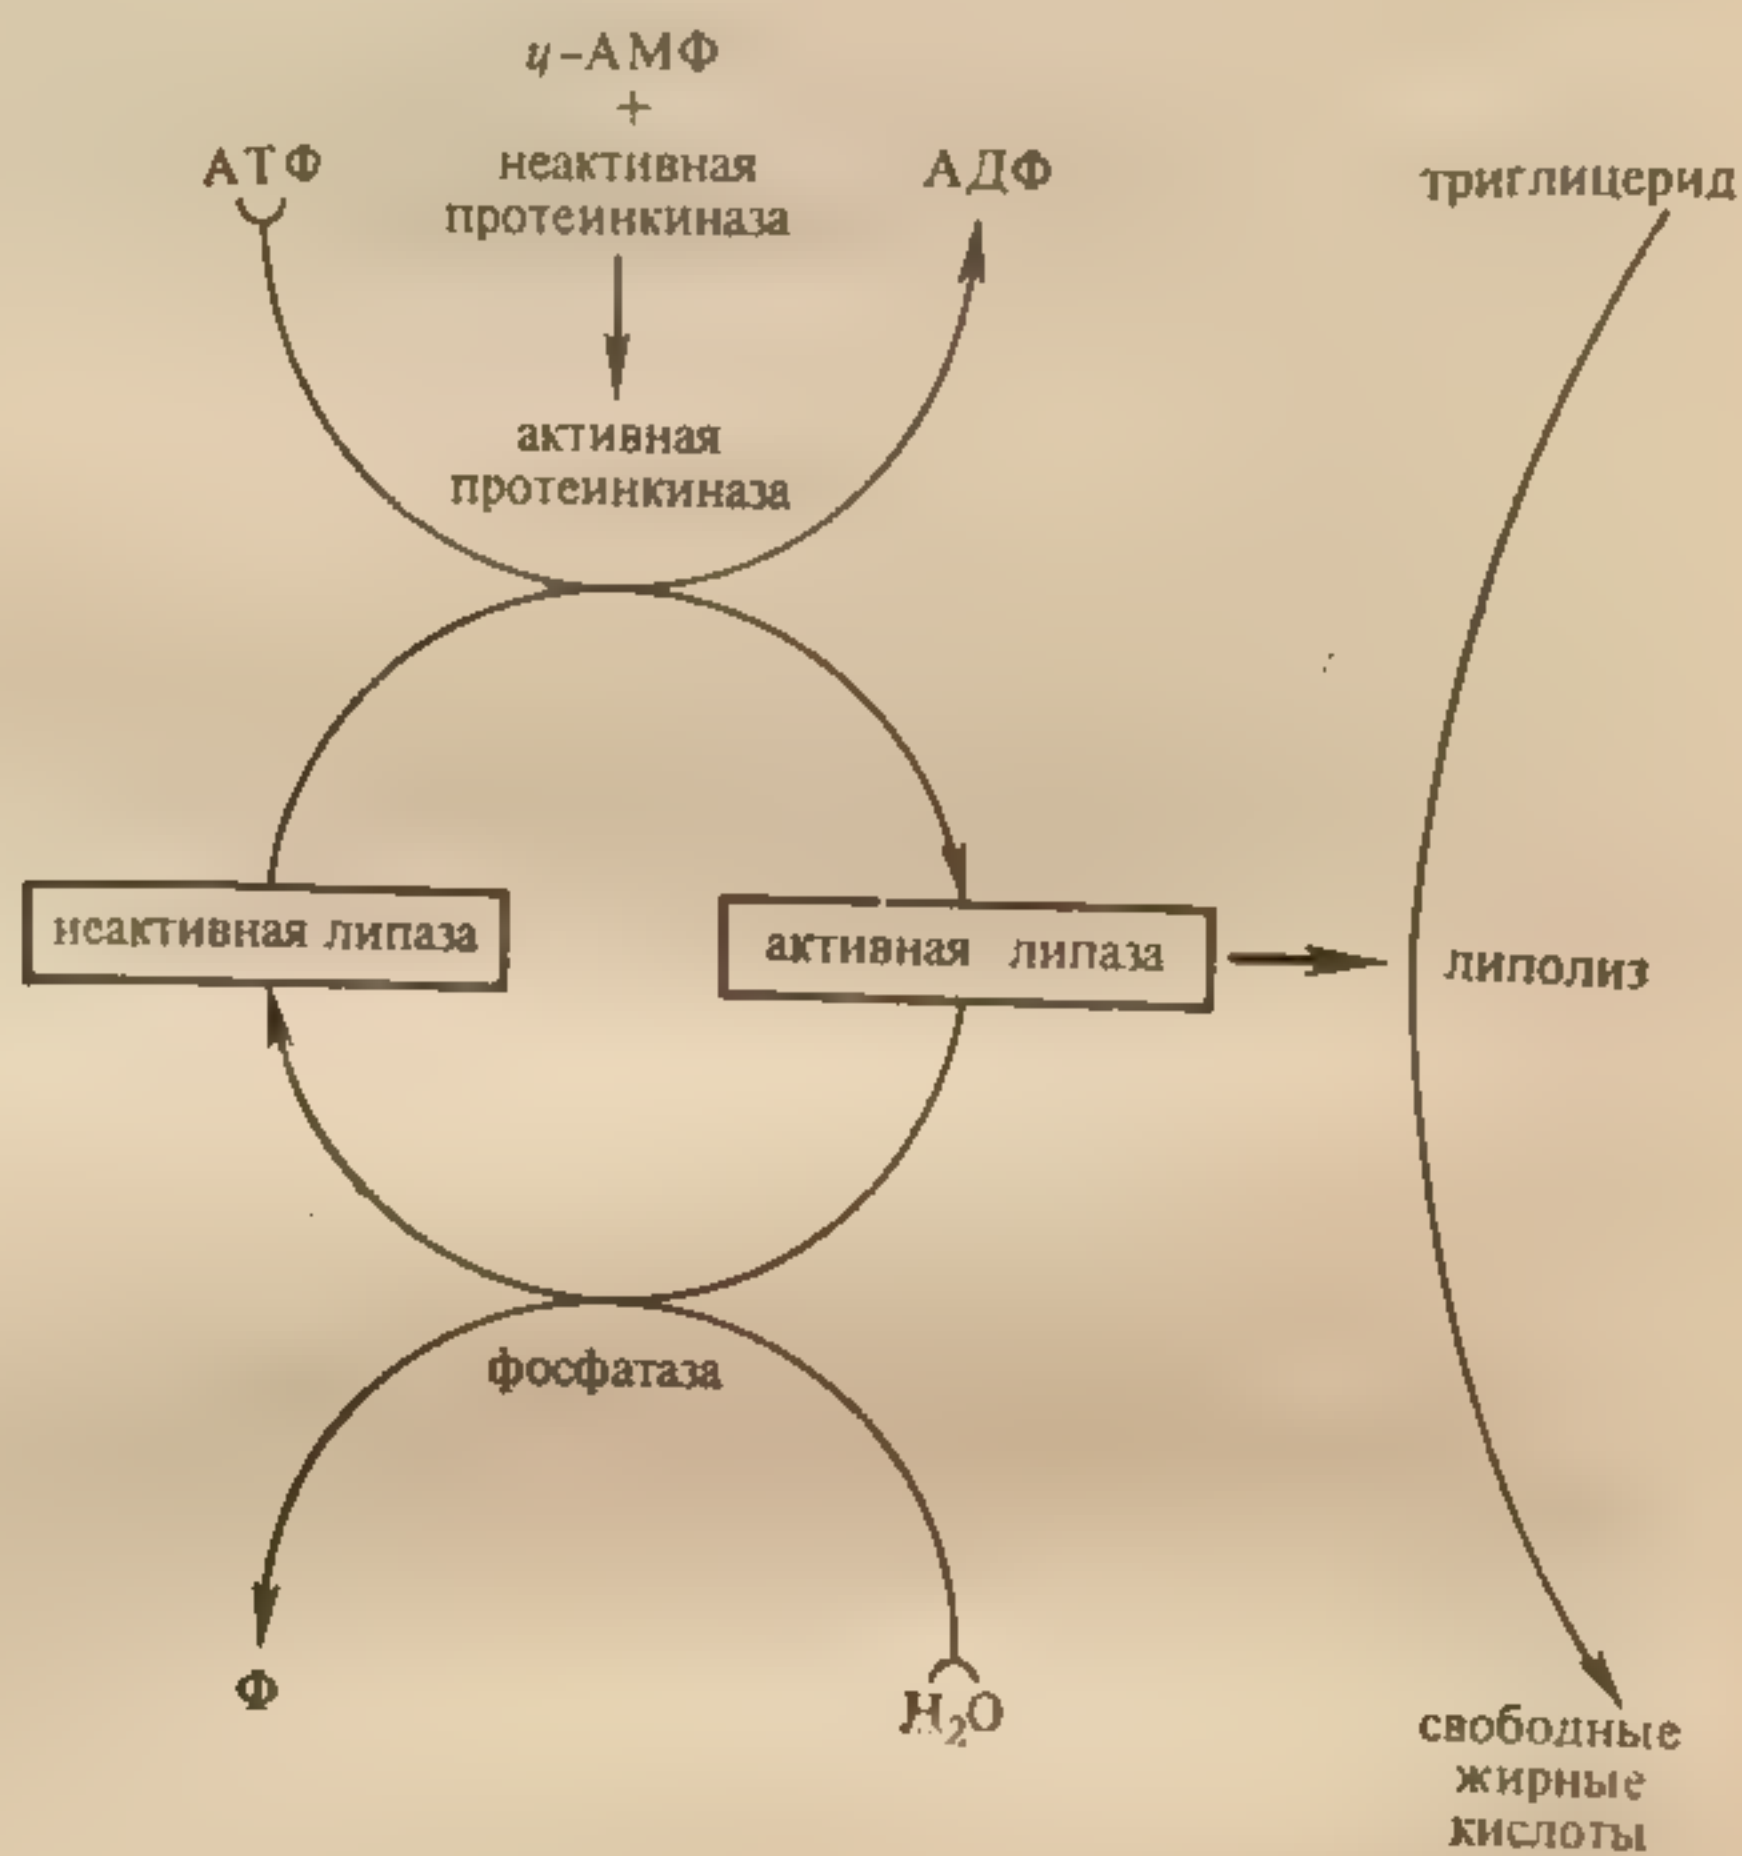 ц-АМФ
+
АТФ
неактивная
протеинкиназа
АДФ
триглицерид
активная
протеинкиназа
неактивная липаза
активная липаза
липолиз
фосфатаза
Ф
H₂O
свободные
жирные
кислоты